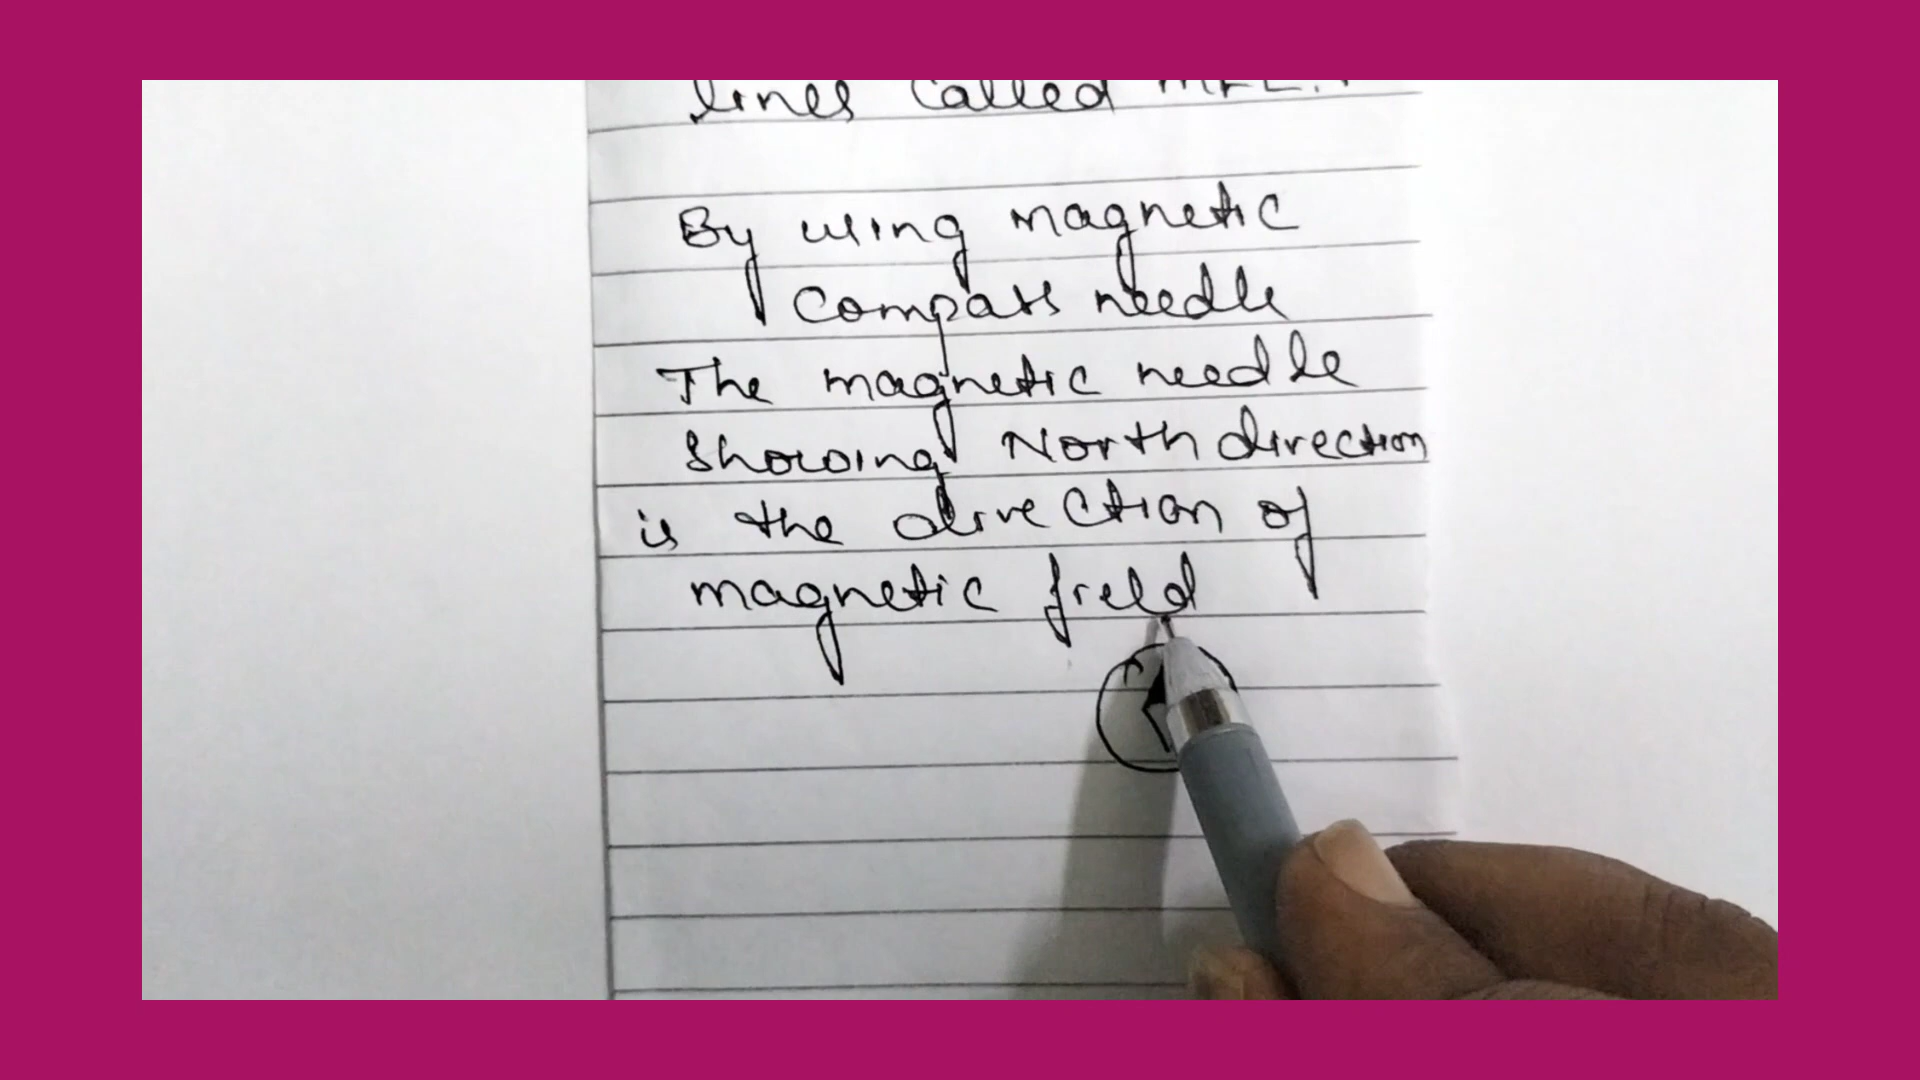 lines called
By using magnetic
compass needle
The magnetic needle
showing North direction
is the direction of
magnetic field